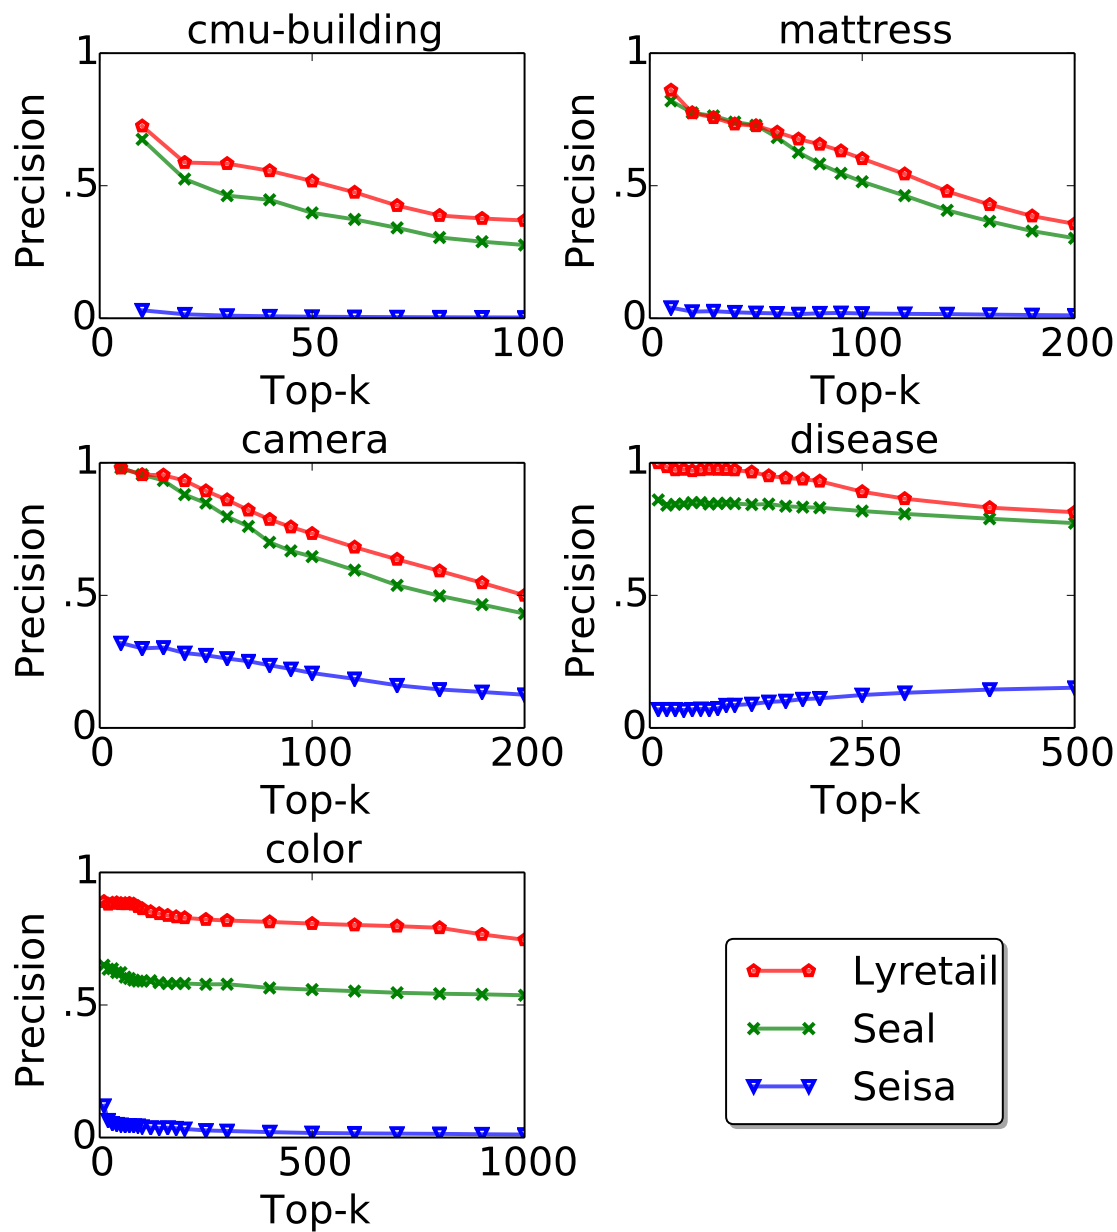 cmu-building
1
.5
0
Precision
0 50 100
Top-k
mattress
1
.5
0
Precision
0 100 200
Top-k
camera
1
.5
0
Precision
0 100 200
Top-k
disease
1
.5
0
Precision
0 250 500
Top-k
color
1
.5
0
Precision
0 500 1000
Top-k
Lyretail
Seal
Seisa